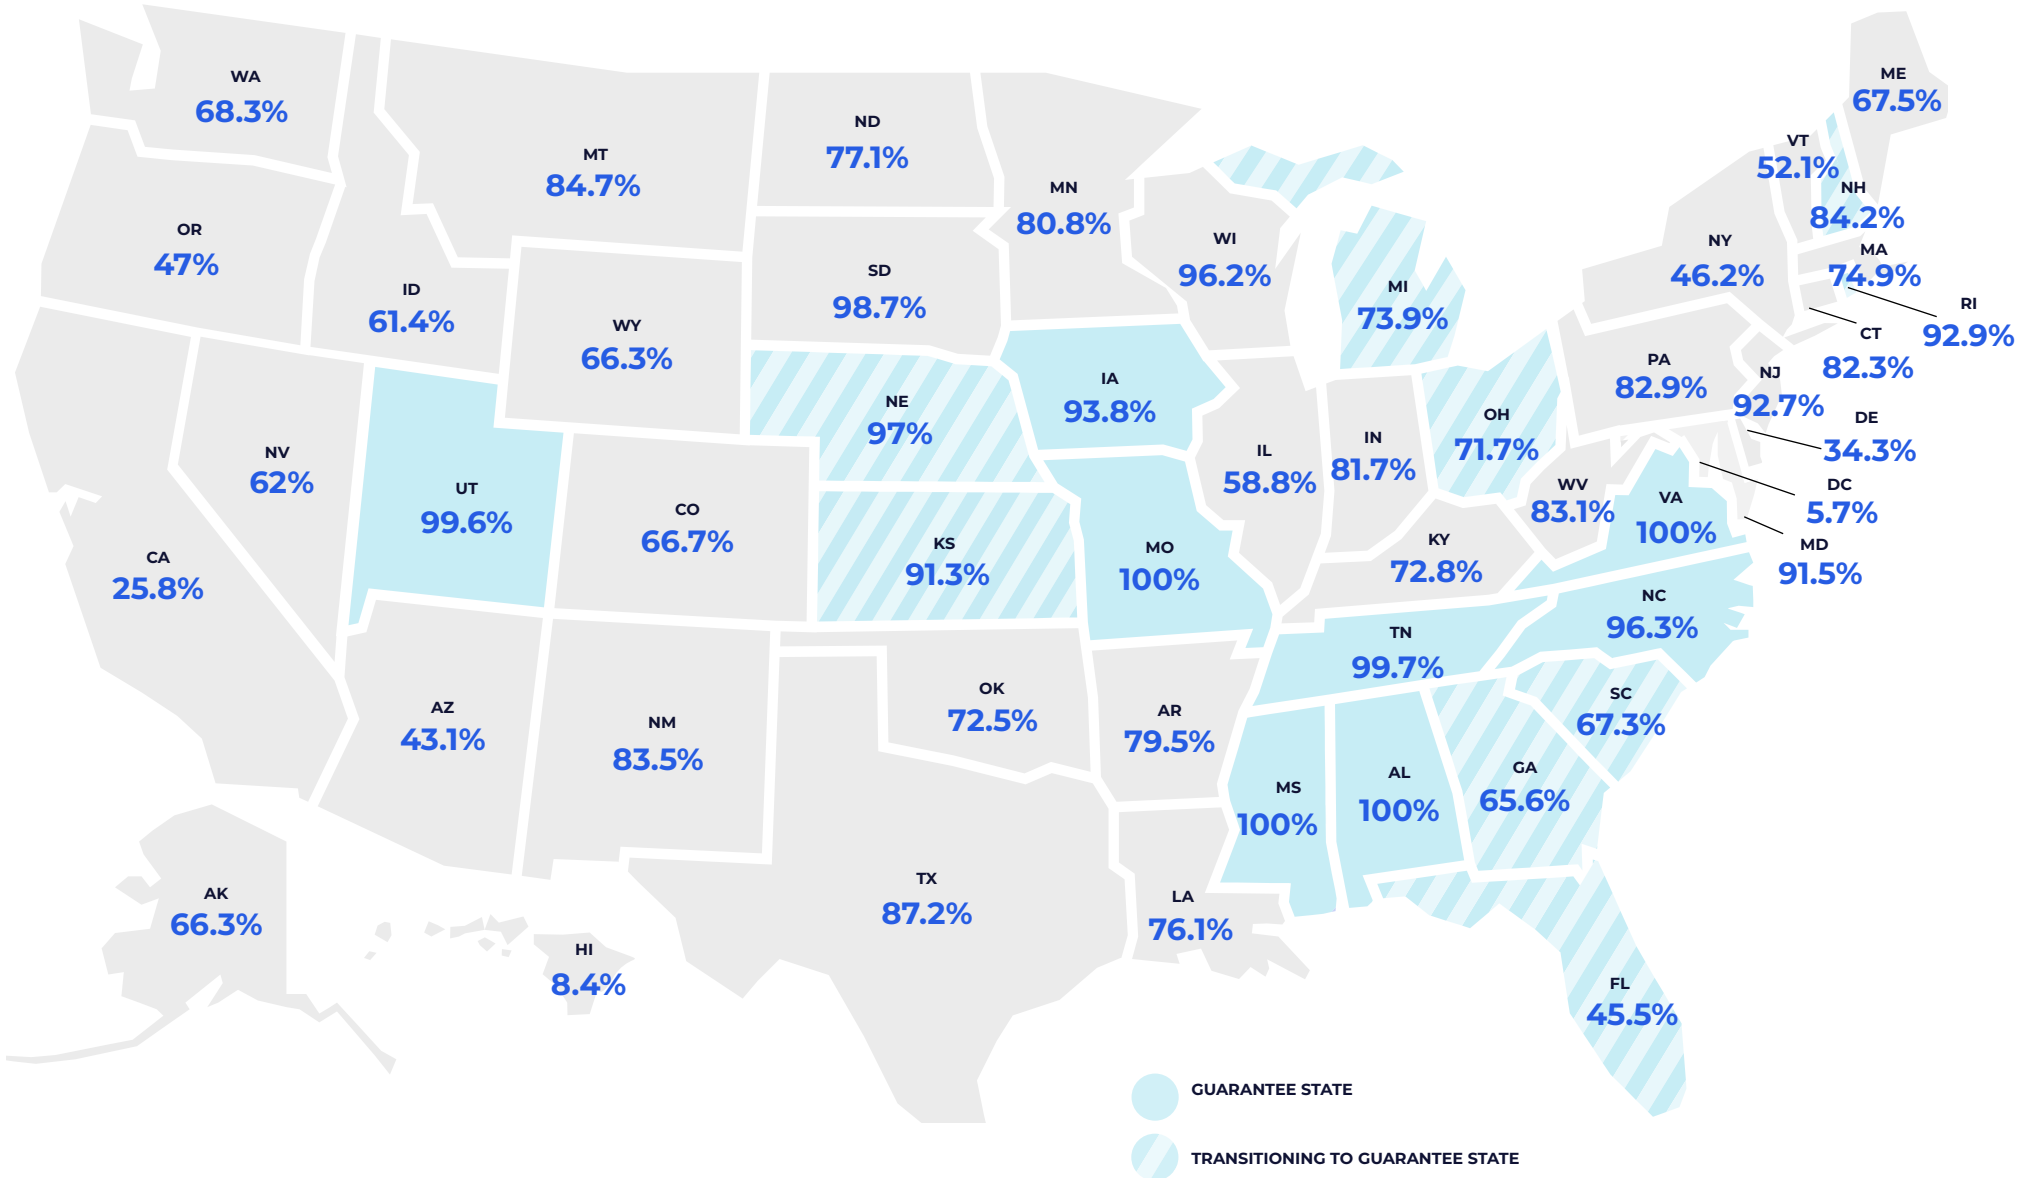 WA
68.3%
OR
47%
CA
25.8%
NV
62%
ID
61.4%
MT
84.7%
WY
66.3%
UT
99.6%
CO
66.7%
AZ
43.1%
NM
83.5%
AK
66.3%
HI
8.4%
ND
77.1%
SD
98.7%
NE
97%
KS
91.3%
OK
72.5%
TX
87.2%
MN
80.8%
IA
93.8%
MO
100%
AR
79.5%
LA
76.1%
WI
96.2%
IL
58.8%
MI
73.9%
IN
81.7%
OH
71.7%
KY
72.8%
TN
99.7%
MS
100%
AL
100%
GA
65.6%
FL
45.5%
SC
67.3%
NC
96.3%
VA
100%
WV
83.1%
PA
82.9%
NY
46.2%
VT
52.1%
NH
84.2%
ME
67.5%
MA
74.9%
RI
92.9%
CT
82.3%
NJ
92.7%
DE
34.3%
DC
5.7%
MD
91.5%
GUARANTEE STATE
TRANSITIONING TO GUARANTEE STATE